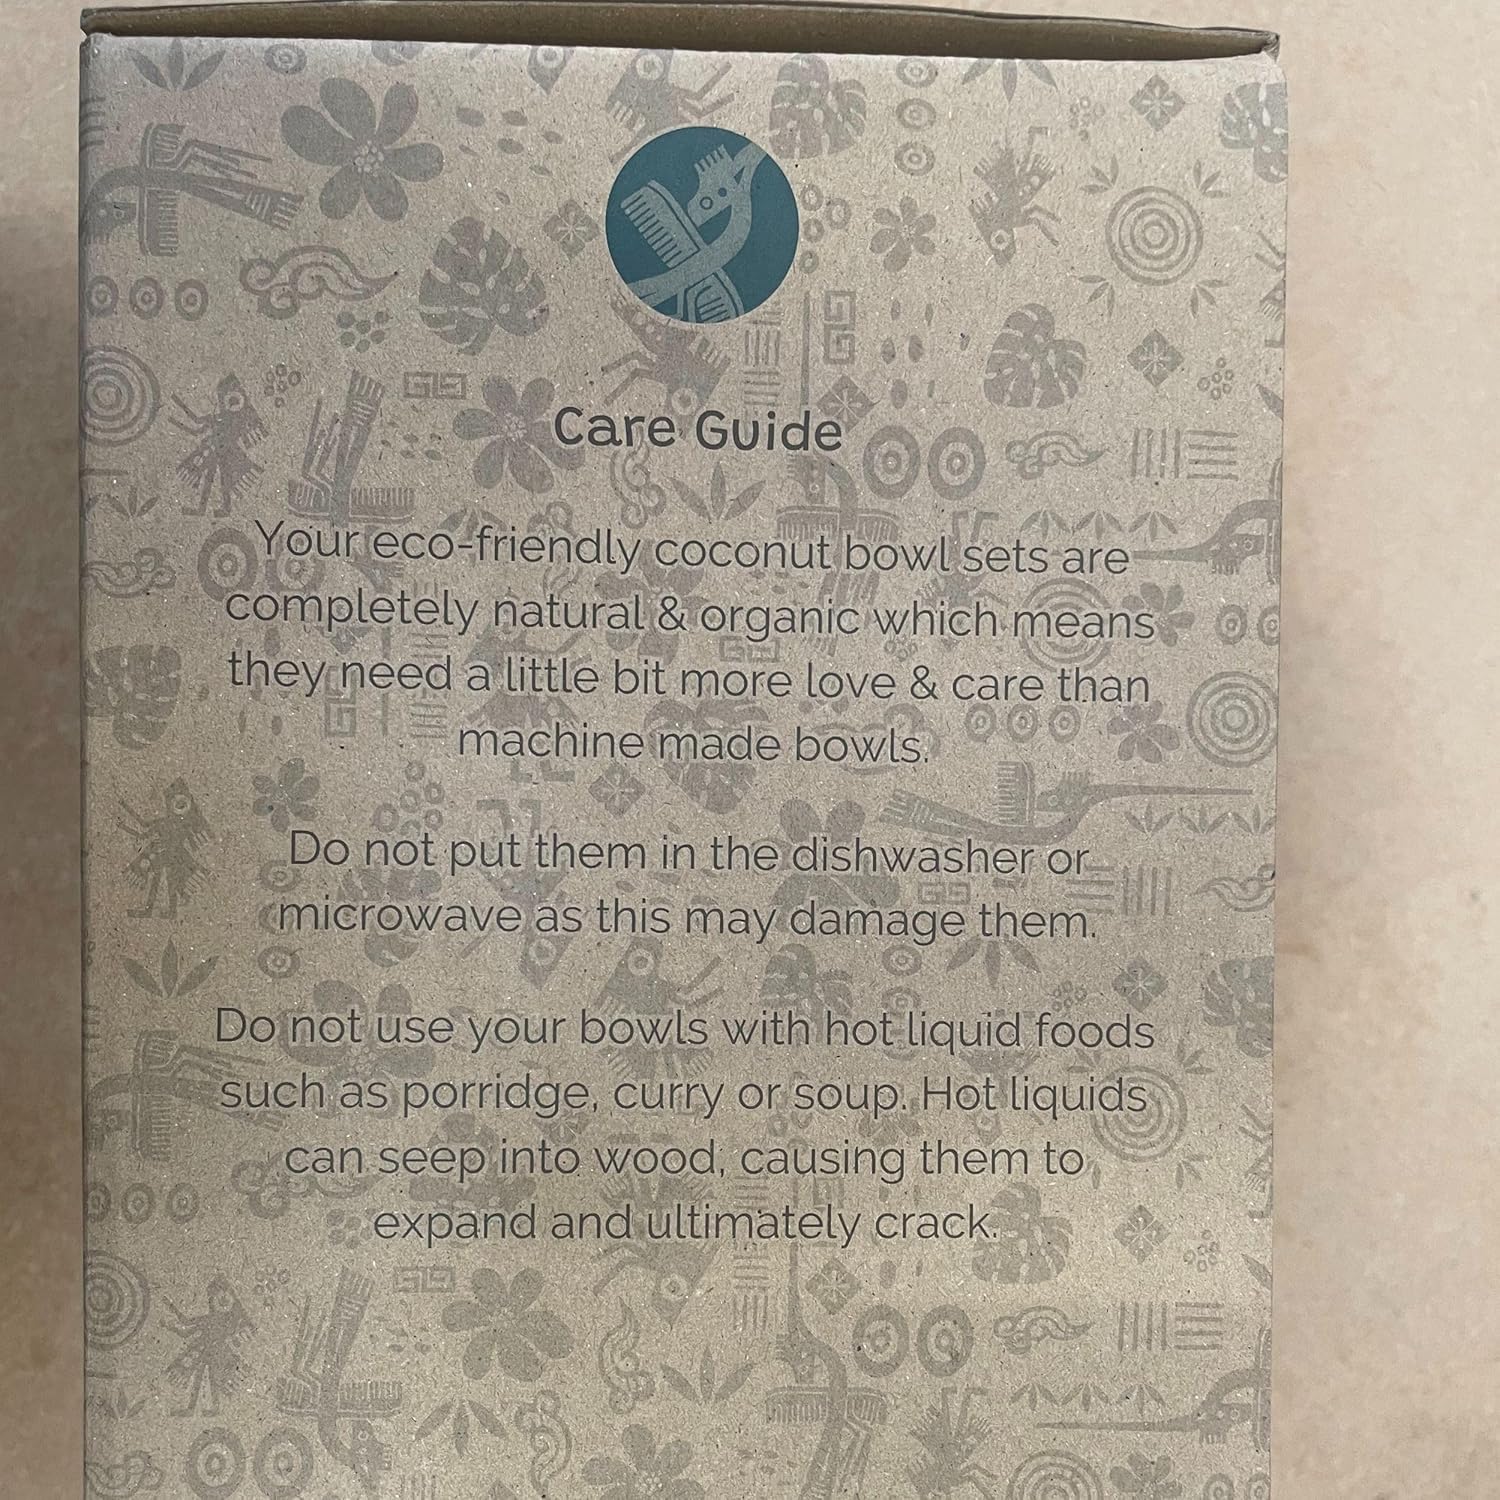 Care Guide
Your eco-friendly coconut bowl sets are
completely natural & organic which means
they need a little bit more love & care than
machine made bowls.
Do not put them in the dishwasher or
microwave as this may damage them.
Do not use your bowls with hot liquid foods
such as porridge, curry or soup. Hot liquids
can seep into wood, causing them to
expand and ultimately crack.